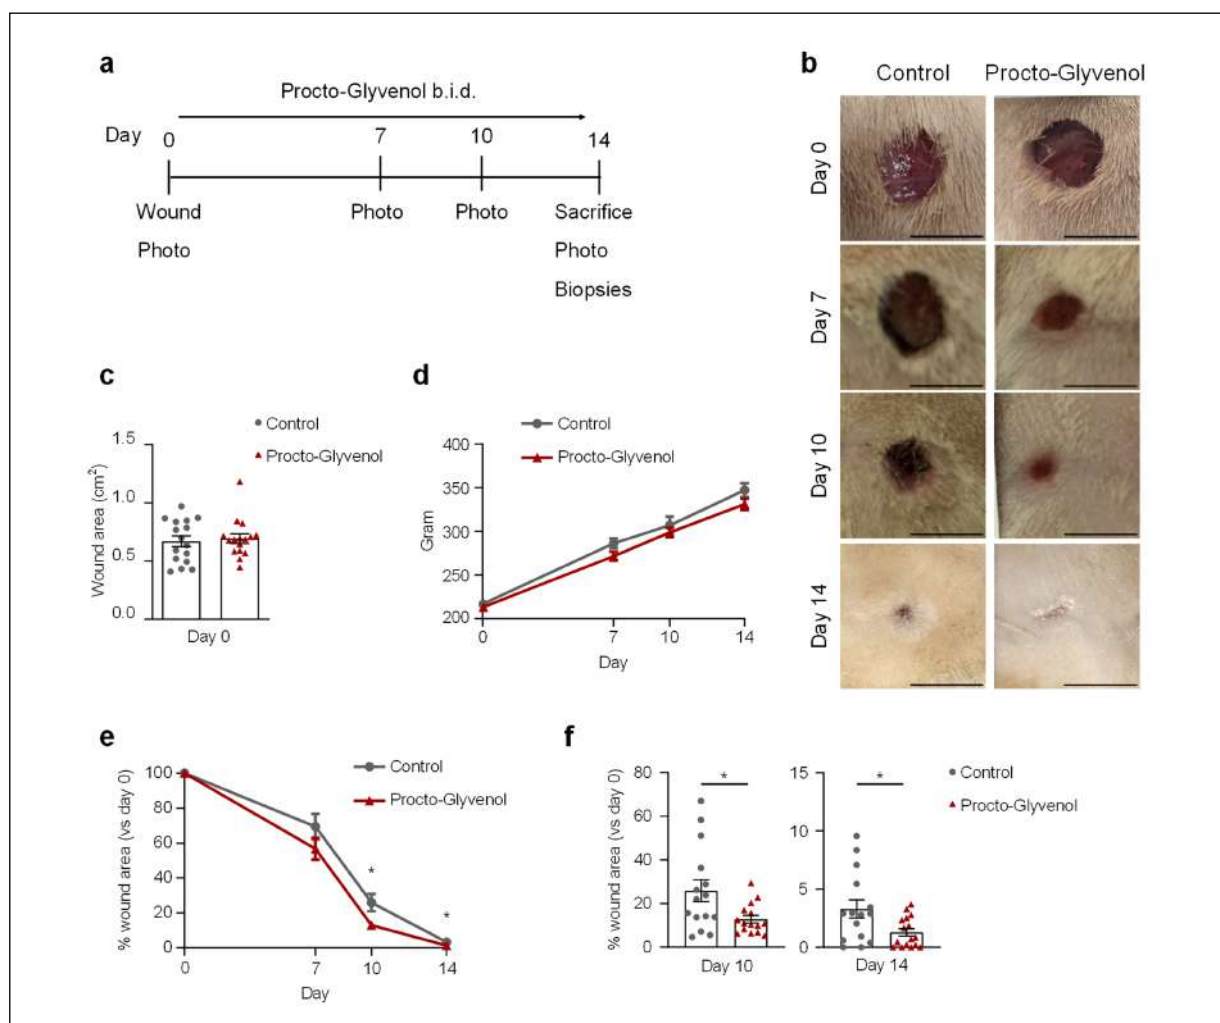 a
Procto-Glyvenol b.i.d.
Day 0 7 10 14
Wound Photo Photo Sacrifice
Photo Photo
Biopsies
b
Control Procto-Glyvenol
Day 0
Day 7
Day 10
Day 14
c
Control
Procto-Glyvenol
Wound area (cm²)
1.5
1.0
0.5
0.0
Day 0
d
Control
Procto-Glyvenol
Gram
400
350
300
250
200
0 7 10 14
Day
e
Control
Procto-Glyvenol
% wound area (vs day 0)
100
80
60
40
20
0
* *
0 7 10 14
Day
f
Control
Procto-Glyvenol
% wound area (vs day 0)
80
60
40
20
0
*
Day 10
15
10
5
0
*
Day 14